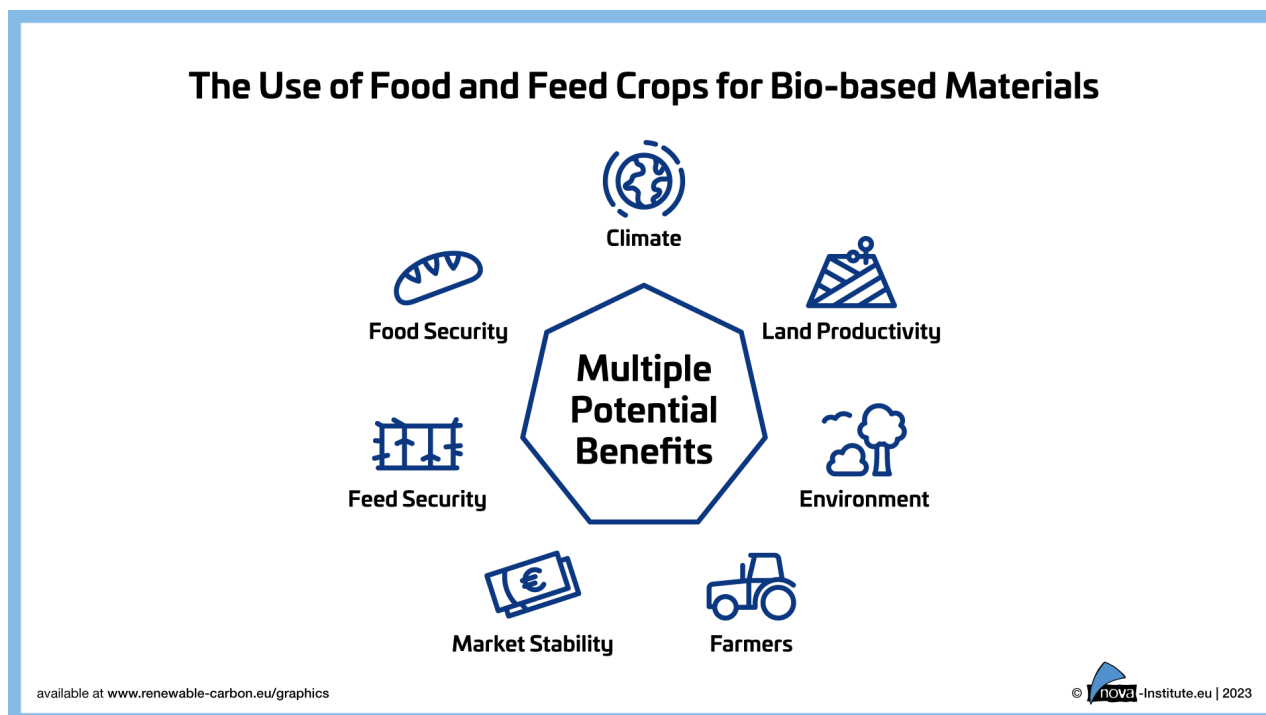 The Use of Food and Feed Crops for Bio-based Materials
Climate
Food Security
Land Productivity
Multiple
Potential
Benefits
Feed Security
Environment
€
Market Stability
Farmers
available at www.renewable-carbon.eu/graphics
© nova-Institute.eu | 2023